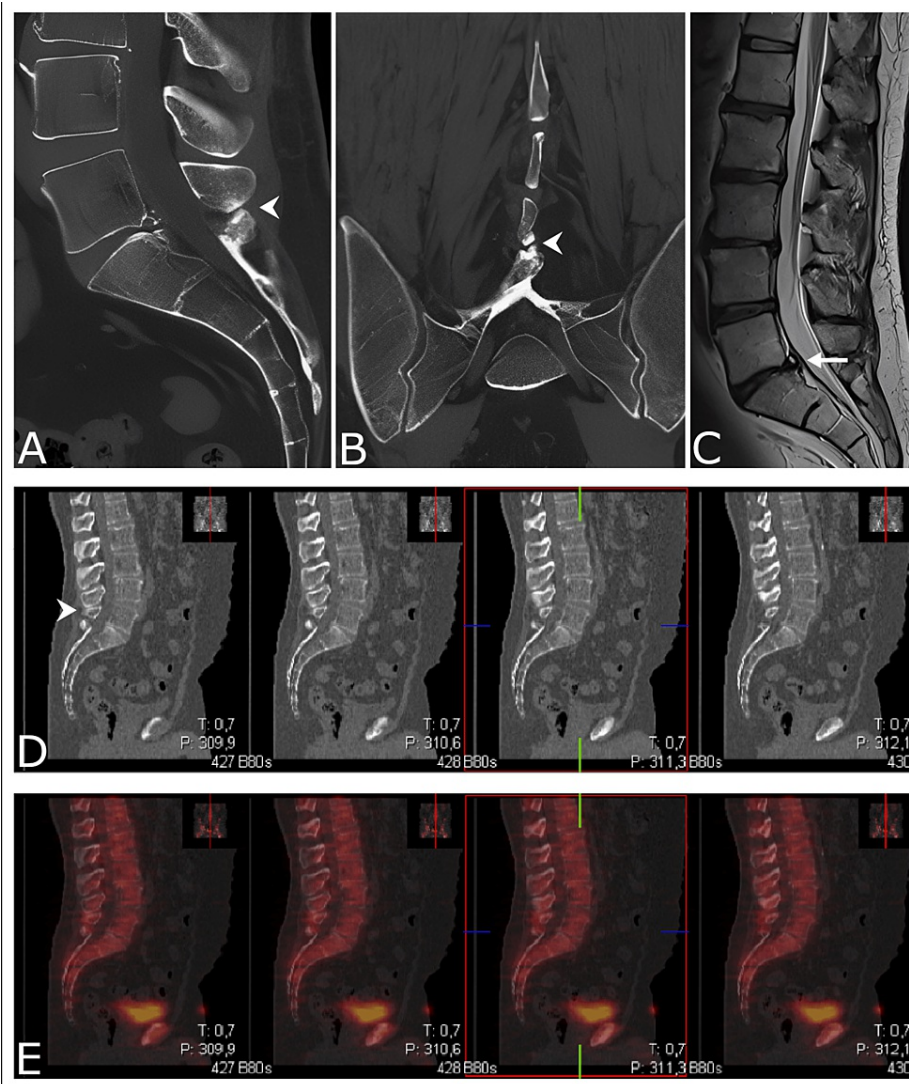 A
B
C
D
T: 0,7
P: 309,9
427 B80s
T: 0,7
P: 310,6
428 B80s
T: 0,7
P: 311,3 B80s
T: 0,7
P: 312,1
430
E
T: 0,7
P: 309,9
427 B80s
T: 0,7
P: 310,6
428 B80s
T: 0,7
P: 311,3 B80s
T: 0,7
P: 312,1
430